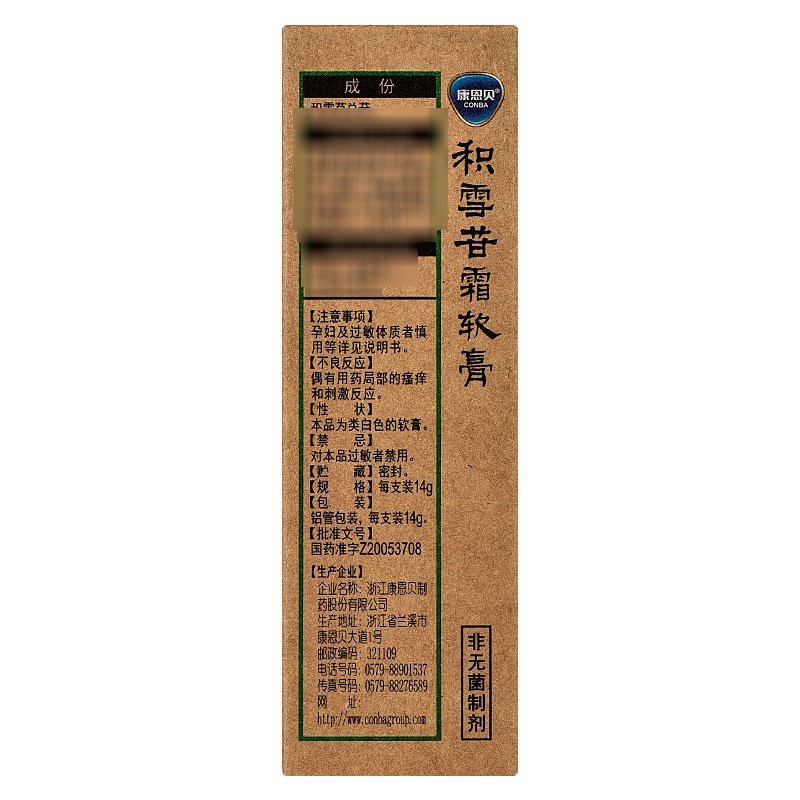 成份
康恩贝®
CONBA
积雪苷霜软膏
【注意事项】
孕妇及过敏体质者慎
用等详见说明书。
【不良反应】
偶有用药局部的瘙痒
和刺激反应。
【性 状】
本品为类白色的软膏。
【禁 忌】
对本品过敏者禁用。
【贮 藏】密封。
【规 格】每支装14g
【包 装】
铝管包装，每支装14g。
【批准文号】
国药准字Z20053708
【生产企业】
企业名称：浙江康恩贝制
药股份有限公司
生产地址：浙江省兰溪市
康恩贝大道1号
邮政编码：321109
电话号码：0579-88901537
传真号码：0579-88276589
网 址：
http://www.conbagroup.com
非无菌制剂